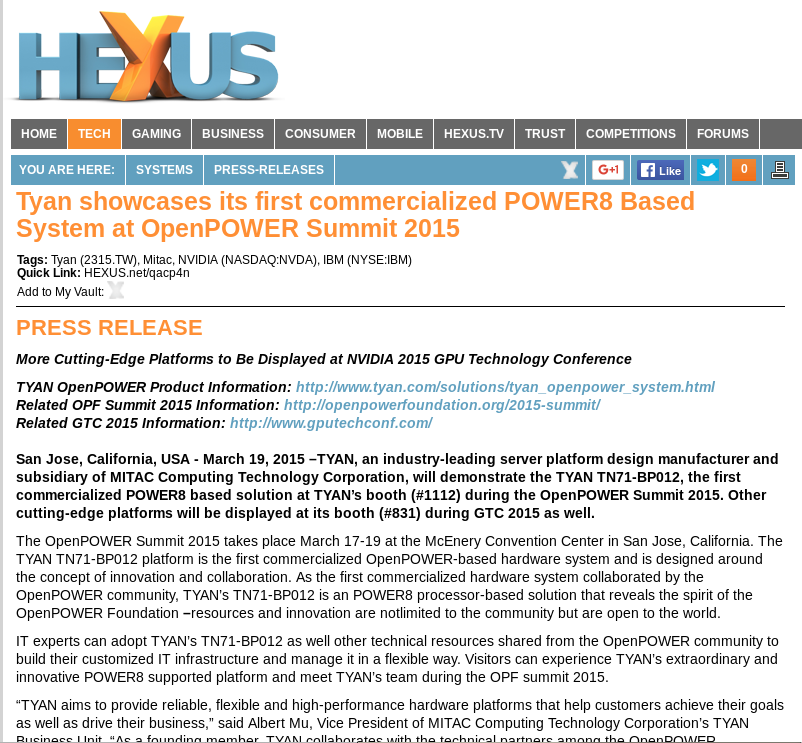 HEXUS
HOME TECH GAMING BUSINESS CONSUMER MOBILE HEXUS.TV TRUST COMPETITIONS FORUMS
YOU ARE HERE: SYSTEMS PRESS-RELEASES X G+1 f Like 0
Tyan showcases its first commercialized POWER8 Based
System at OpenPOWER Summit 2015
Tags: Tyan (2315.TW), Mitac, NVIDIA (NASDAQ:NVDA), IBM (NYSE:IBM)
Quick Link: HEXUS.net/qacp4n
Add to My Vault: X
PRESS RELEASE
More Cutting-Edge Platforms to Be Displayed at NVIDIA 2015 GPU Technology Conference
TYAN OpenPOWER Product Information: http://www.tyan.com/solutions/tyan_openpower_system.html
Related OPF Summit 2015 Information: http://openpowerfoundation.org/2015-summit/
Related GTC 2015 Information: http://www.gputechconf.com/
San Jose, California, USA - March 19, 2015 –TYAN, an industry-leading server platform design manufacturer and
subsidiary of MITAC Computing Technology Corporation, will demonstrate the TYAN TN71-BP012, the first
commercialized POWER8 based solution at TYAN’s booth (#1112) during the OpenPOWER Summit 2015. Other
cutting-edge platforms will be displayed at its booth (#831) during GTC 2015 as well.
The OpenPOWER Summit 2015 takes place March 17-19 at the McEnery Convention Center in San Jose, California. The
TYAN TN71-BP012 platform is the first commercialized OpenPOWER-based hardware system and is designed around
the concept of innovation and collaboration. As the first commercialized hardware system collaborated by the
OpenPOWER community, TYAN’s TN71-BP012 is an POWER8 processor-based solution that reveals the spirit of the
OpenPOWER Foundation –resources and innovation are notlimited to the community but are open to the world.
IT experts can adopt TYAN’s TN71-BP012 as well other technical resources shared from the OpenPOWER community to
build their customized IT infrastructure and manage it in a flexible way. Visitors can experience TYAN’s extraordinary and
innovative POWER8 supported platform and meet TYAN’s team during the OPF summit 2015.
“TYAN aims to provide reliable, flexible and high-performance hardware platforms that help customers achieve their goals
as well as drive their business,” said Albert Mu, Vice President of MITAC Computing Technology Corporation’s TYAN
Business Unit. “As a founding member, TYAN collaborates with the technical partners among the OpenPOWER